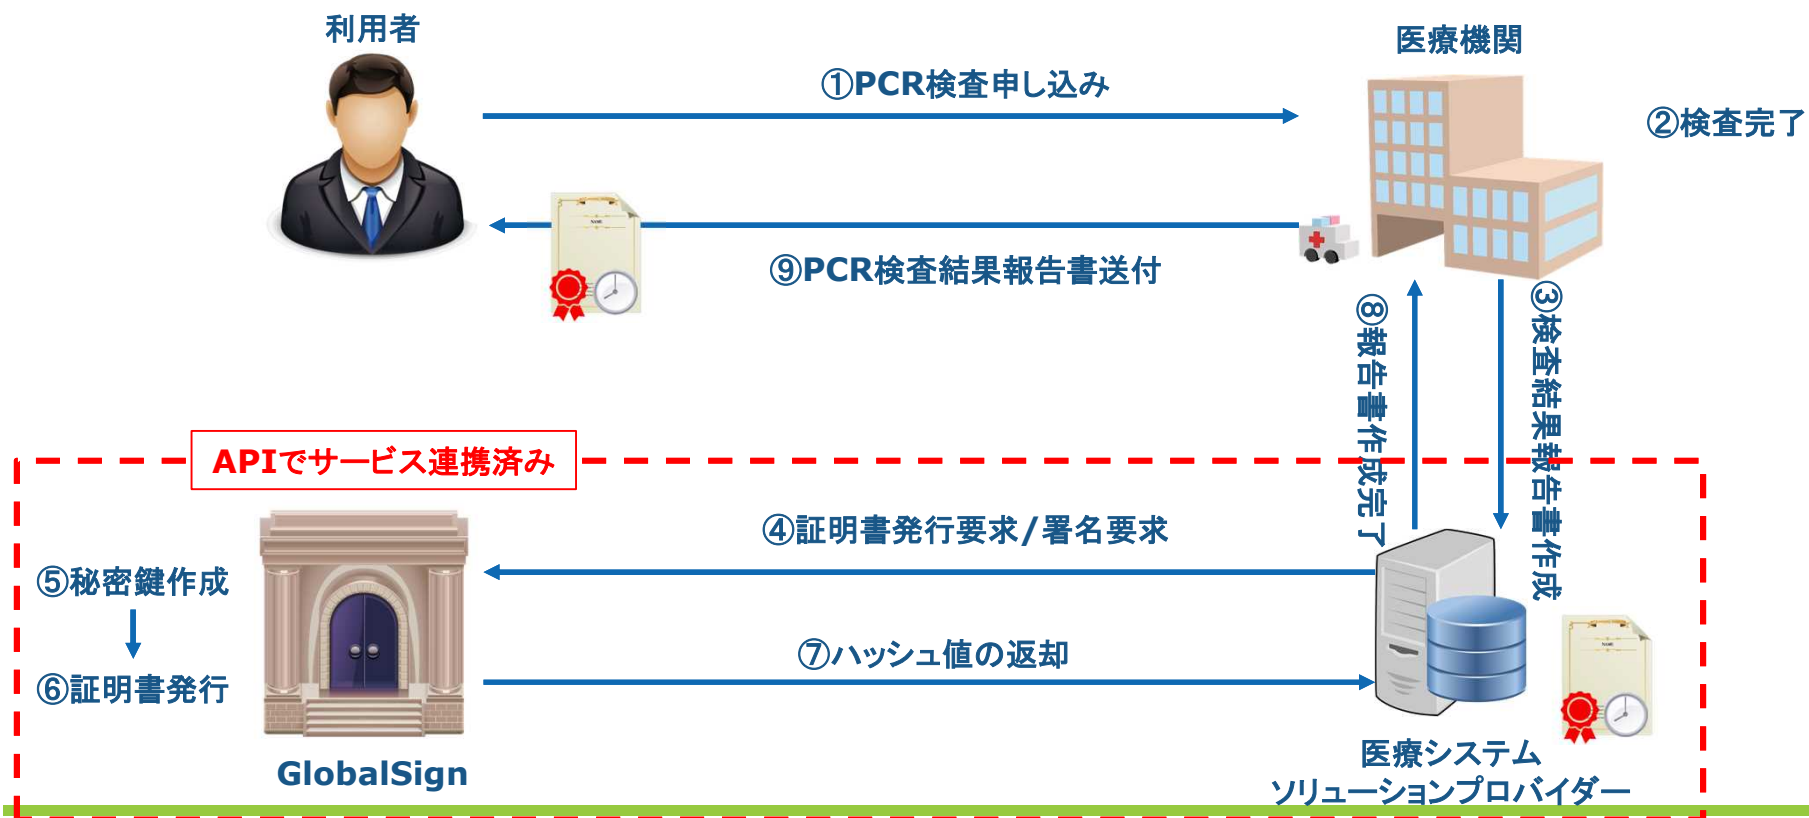 利用者
医療機関
①PCR検査申し込み
②検査完了
⑨PCR検査結果報告書送付
NAME
③検査結果報告書作成
⑧報告書作成完了
APIでサービス連携済み
④証明書発行要求/署名要求
⑤秘密鍵作成
⑥証明書発行
⑦ハッシュ値の返却
NAME
GlobalSign
医療システム
ソリューションプロバイダー